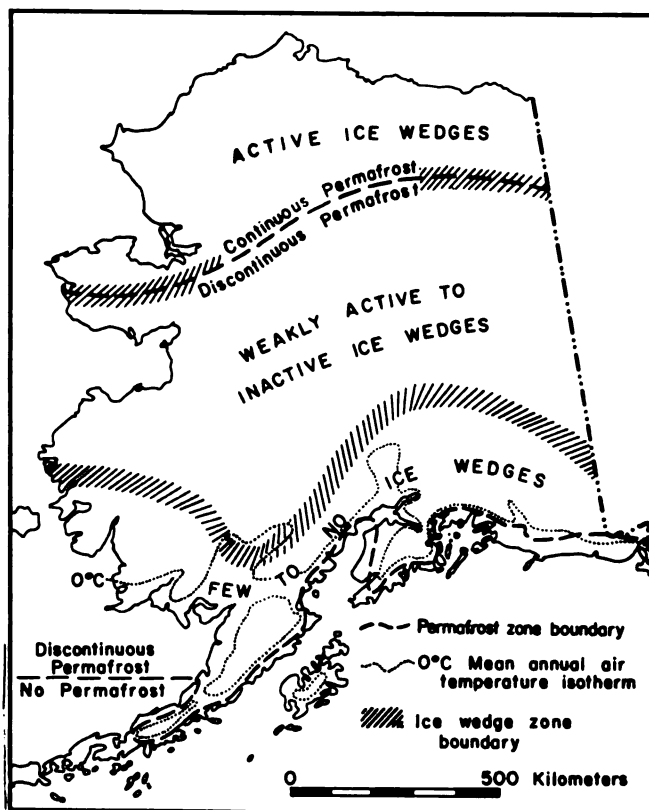 ACTIVE ICE WEDGES
Continuous Permafrost
Discontinuous Permafrost
WEAKLY ACTIVE TO
INACTIVE ICE WEDGES
FEW TO NO ICE WEDGES
0°C
Discontinuous
Permafrost
No Permafrost
Permafrost zone boundary
0°C Mean annual air
temperature isotherm
Ice wedge zone
boundary
0 500 Kilometers